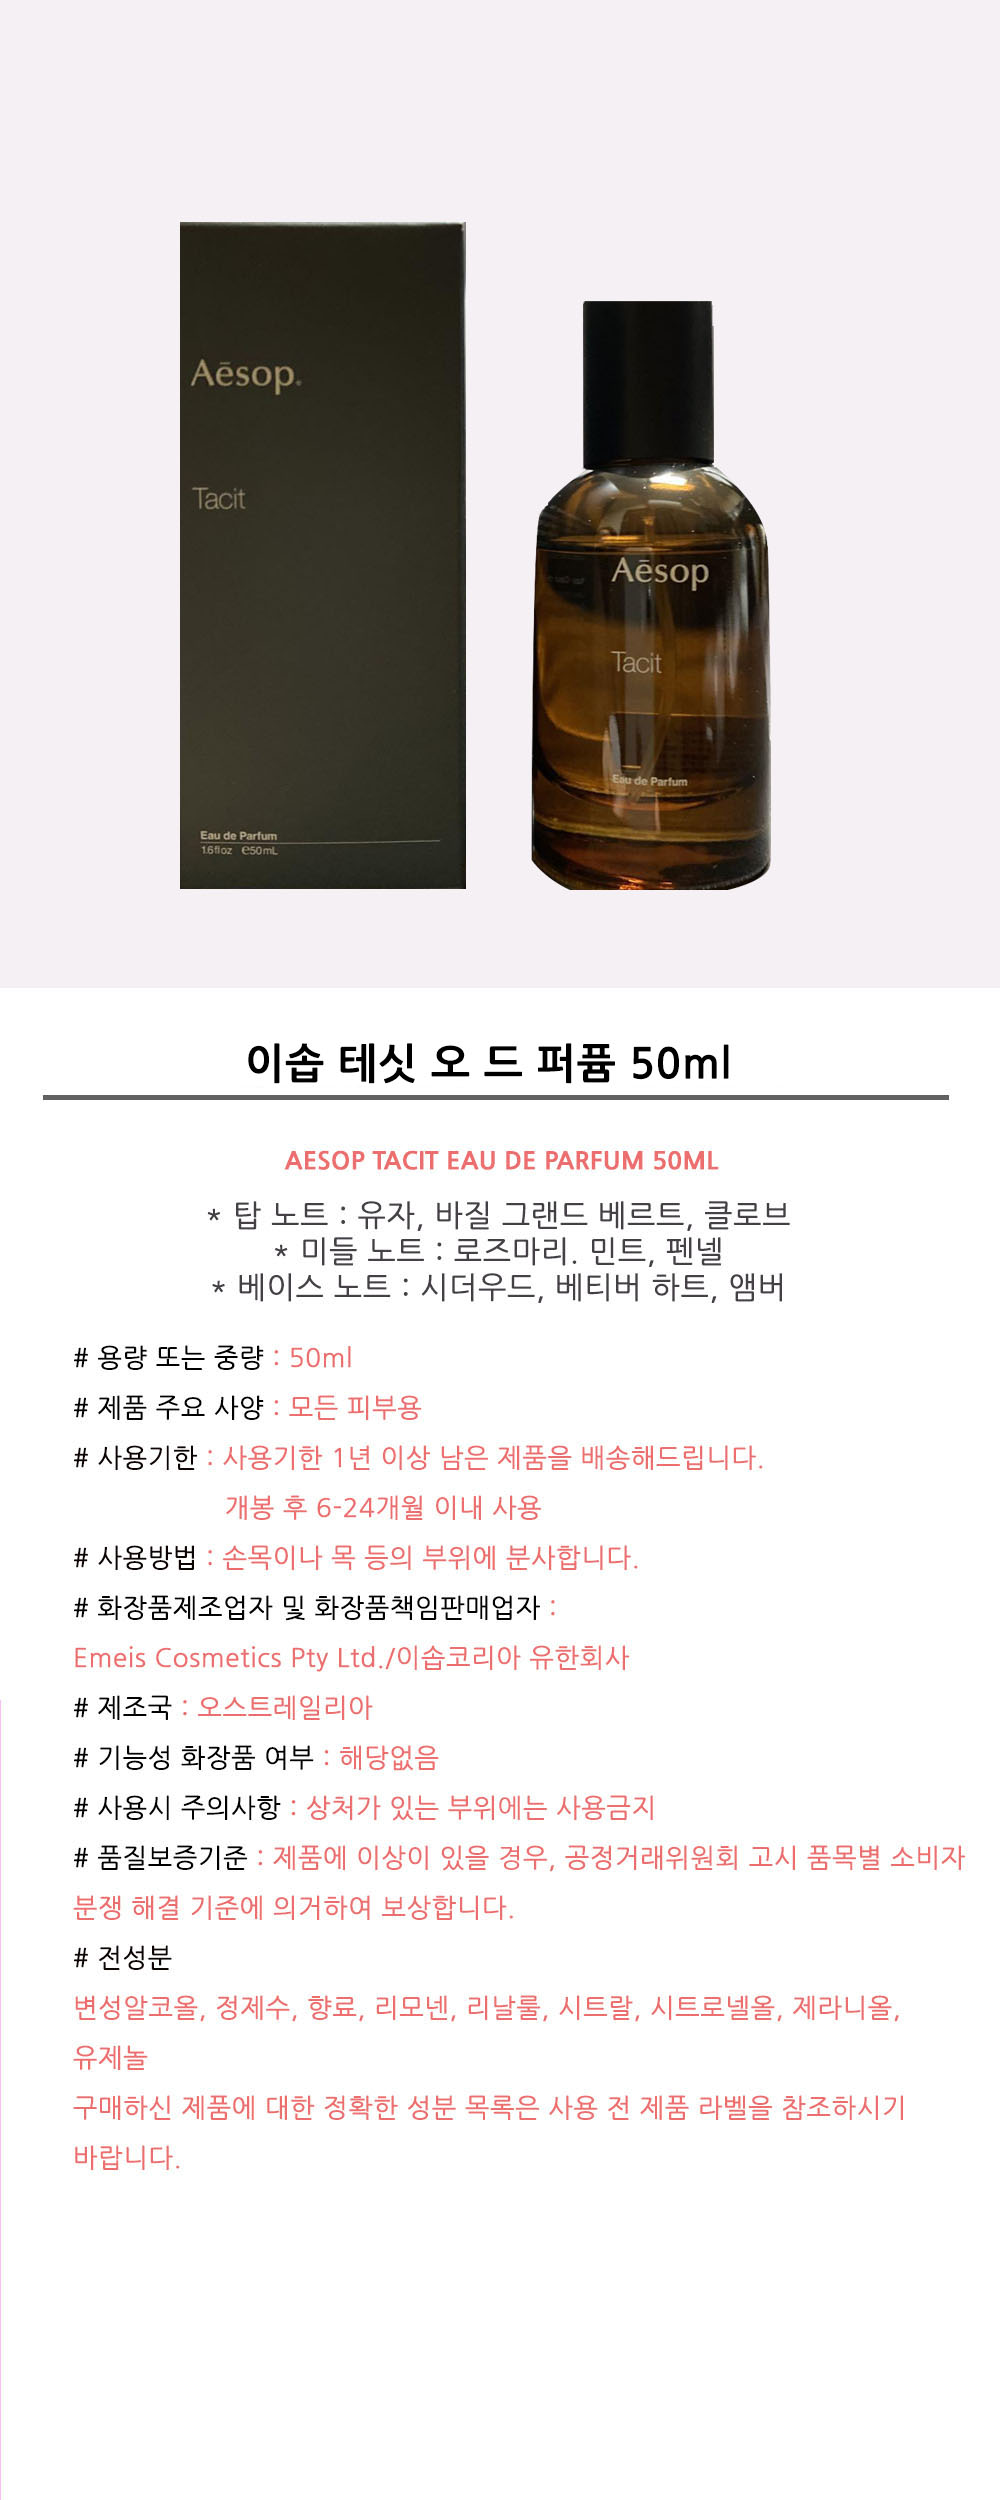 Aēsop®
Tacit
Eau de Parfum
1.6 fl oz ℮50mL
Aēsop
Tacit
Eau de Parfum
이솝 테싯 오 드 퍼퓸 50ml
AESOP TACIT EAU DE PARFUM 50ML
* 탑 노트 : 유자, 바질 그랜드 베르트, 클로브
* 미들 노트 : 로즈마리. 민트, 펜넬
* 베이스 노트 : 시더우드, 베티버 하트, 앰버
# 용량 또는 중량 : 50ml
# 제품 주요 사양 : 모든 피부용
# 사용기한 : 사용기한 1년 이상 남은 제품을 배송해드립니다.
개봉 후 6-24개월 이내 사용
# 사용방법 : 손목이나 목 등의 부위에 분사합니다.
# 화장품제조업자 및 화장품책임판매업자 :
Emeis Cosmetics Pty Ltd./이솝코리아 유한회사
# 제조국 : 오스트레일리아
# 기능성 화장품 여부 : 해당없음
# 사용시 주의사항 : 상처가 있는 부위에는 사용금지
# 품질보증기준 : 제품에 이상이 있을 경우, 공정거래위원회 고시 품목별 소비자
분쟁 해결 기준에 의거하여 보상합니다.
# 전성분
변성알코올, 정제수, 향료, 리모넨, 리날룰, 시트랄, 시트로넬올, 제라니올,
유제놀
구매하신 제품에 대한 정확한 성분 목록은 사용 전 제품 라벨을 참조하시기
바랍니다.